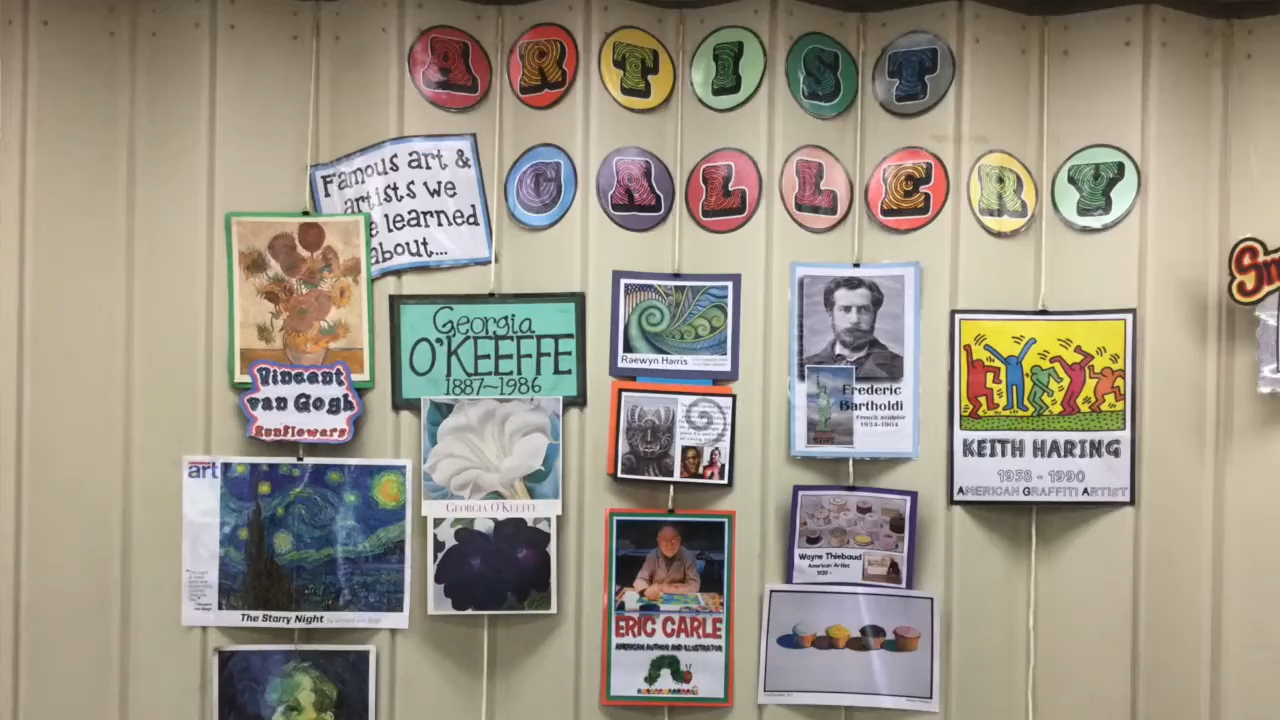 ARTIST
GALLERY
Famous art &
artists we
e learned
about...
Vincent
van Gogh
Sunflowers
Georgia
O'KEEFFE
1887~1986
GEORGIA O'KEEFFE
art
The Starry Night
Raewyn Harris
ERIC CARLE
AMERICAN AUTHOR AND ILLUSTRATOR
Frederic
Bartholdi
French sculptor
1834-1904
Wayne Thiebaud
American Artist
1920 -
KEITH HARING
1958 - 1990
AMERICAN GRAFFITI ARTIST
Sm